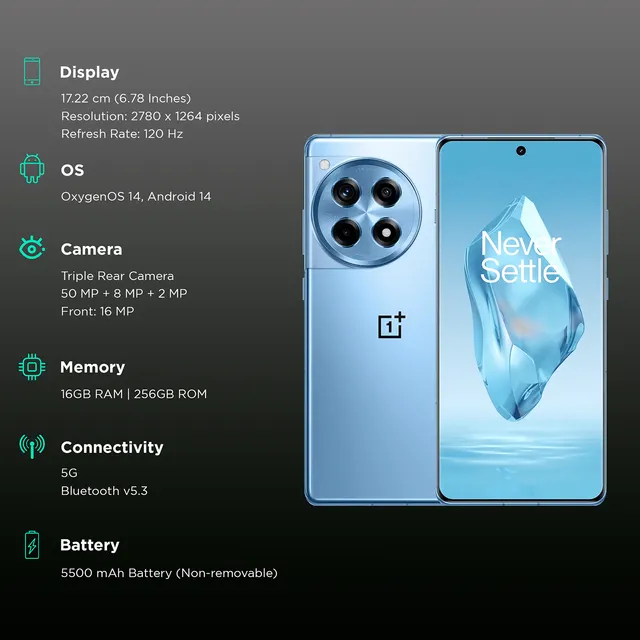 Display
17.22 cm (6.78 Inches)
Resolution: 2780 x 1264 pixels
Refresh Rate: 120 Hz
OS
OxygenOS 14, Android 14
Camera
Triple Rear Camera
50 MP + 8 MP + 2 MP
Front: 16 MP
Memory
16GB RAM | 256GB ROM
Connectivity
5G
Bluetooth v5.3
Battery
5500 mAh Battery (Non-removable)
1+
Never
Settle